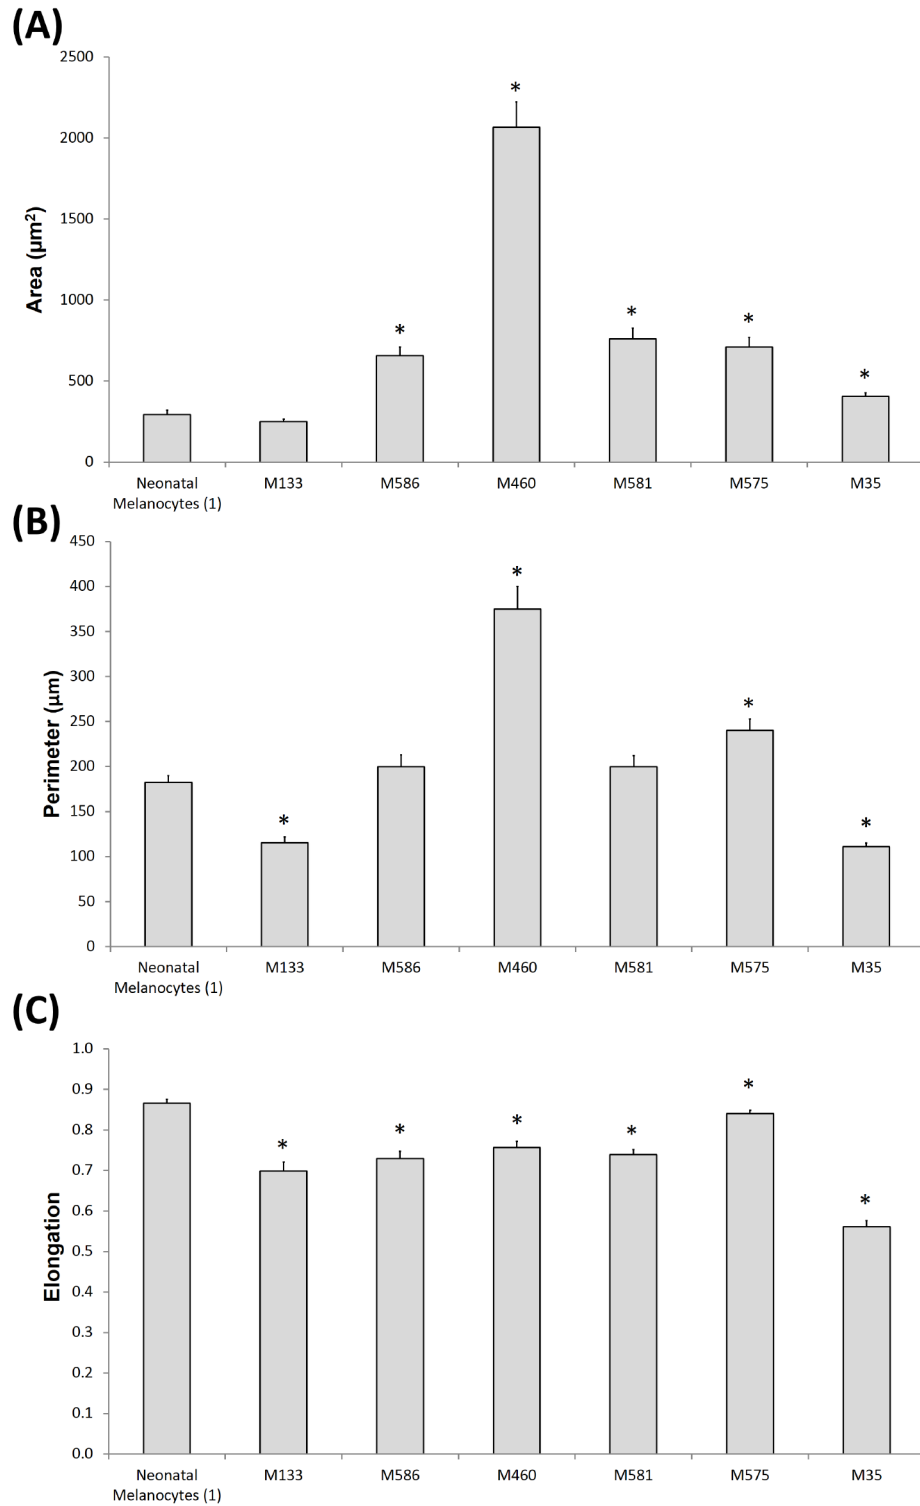 (A)
2500
2000
1500
1000
500
0
Area (µm²)
*
*
*
*
*
Neonatal
Melanocytes (1)
M133
M586
M460
M581
M575
M35
(B)
450
400
350
300
250
200
150
100
50
0
Perimeter (µm)
*
*
*
*
Neonatal
Melanocytes (1)
M133
M586
M460
M581
M575
M35
(C)
1.0
0.9
0.8
0.7
0.6
0.5
0.4
0.3
0.2
0.1
0.0
Elongation
*
*
*
*
*
*
Neonatal
Melanocytes (1)
M133
M586
M460
M581
M575
M35